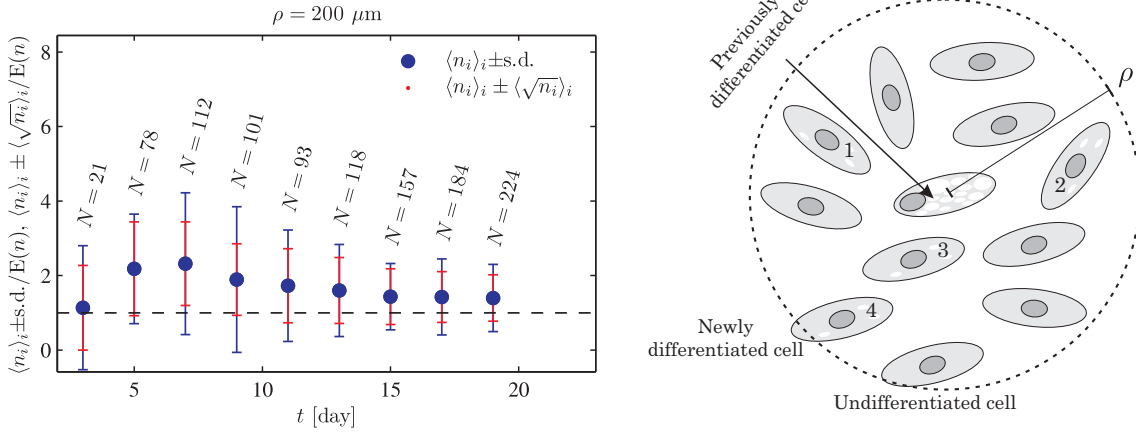 ρ = 200 μm
⟨n_i⟩_i±s.d./E(n), ⟨n_i⟩_i ± ⟨√n_i⟩_i/E(n)
8
6
4
2
0
⟨n_i⟩_i±s.d.
⟨n_i⟩_i ± ⟨√n_i⟩_i
N = 21
N = 78
N = 112
N = 101
N = 93
N = 118
N = 157
N = 184
N = 224
5
10
15
20
t [day]
Previously
differentiated cell
ρ
1
2
3
4
Newly
differentiated cell
Undifferentiated cell